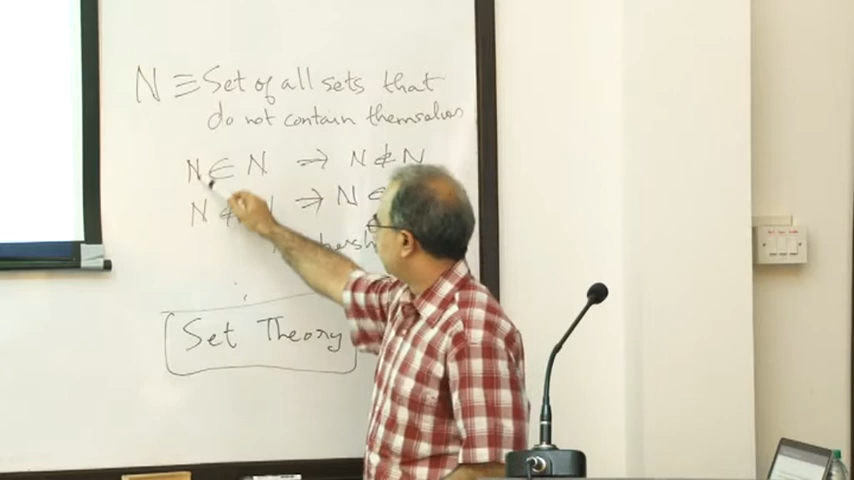 N ≡ Set of all sets that
do not contain themselves
N ∈ N ⇒ N ∉ N
N ∉ N ⇒ N ∈
Set Theory